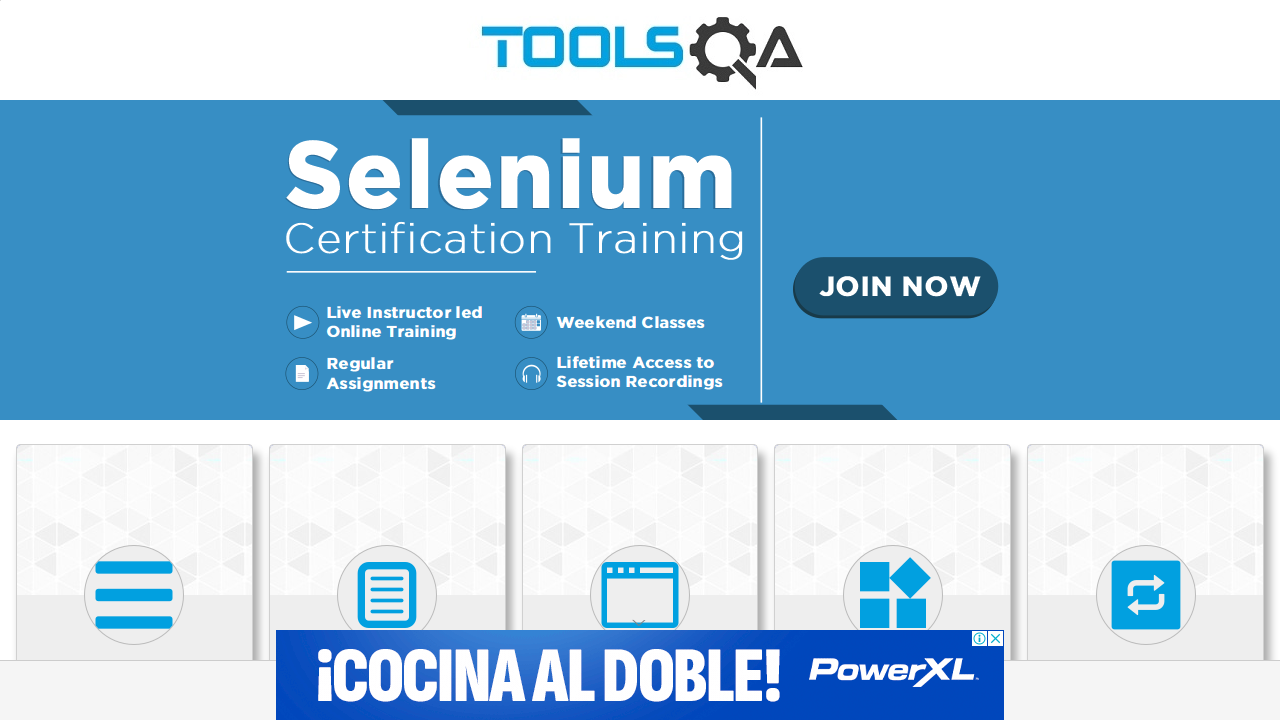 TOOLSQA
Selenium
Certification Training
JOIN NOW
Live Instructor led
Online Training
Weekend Classes
Regular
Assignments
Lifetime Access to
Session Recordings
¡COCINA AL DOBLE!
PowerXL